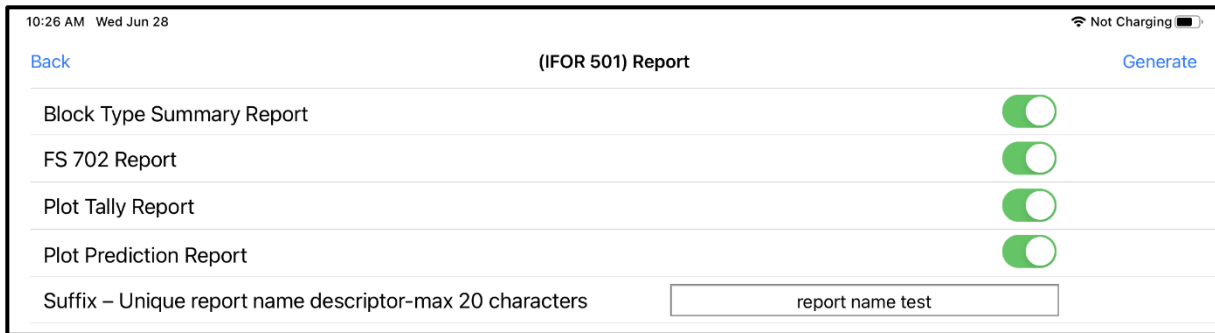 10:26 AM Wed Jun 28 Not Charging
Back (IFOR 501) Report Generate
Block Type Summary Report
FS 702 Report
Plot Tally Report
Plot Prediction Report
Suffix – Unique report name descriptor-max 20 characters report name test